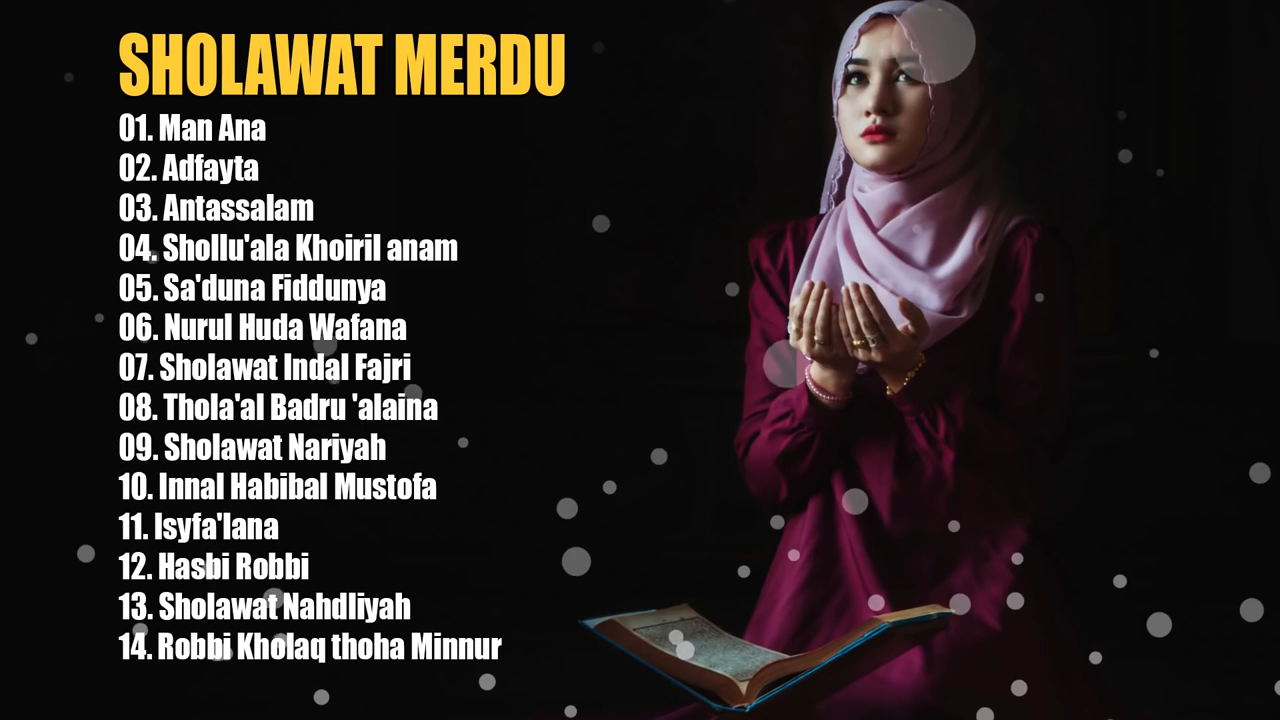 SHOLAWAT MERDU
01. Man Ana
02. Adfayta
03. Antassalam
04. Shollu'ala Khoiril anam
05. Sa'duna Fiddunya
06. Nurul Huda Wafana
07. Sholawat Indal Fajri
08. Thola'al Badru 'alaina
09. Sholawat Nariyah
10. Innal Habibal Mustofa
11. Isyfa'lana
12. Hasbi Robbi
13. Sholawat Nahdliyah
14. Robbi Kholaq thoha Minnur